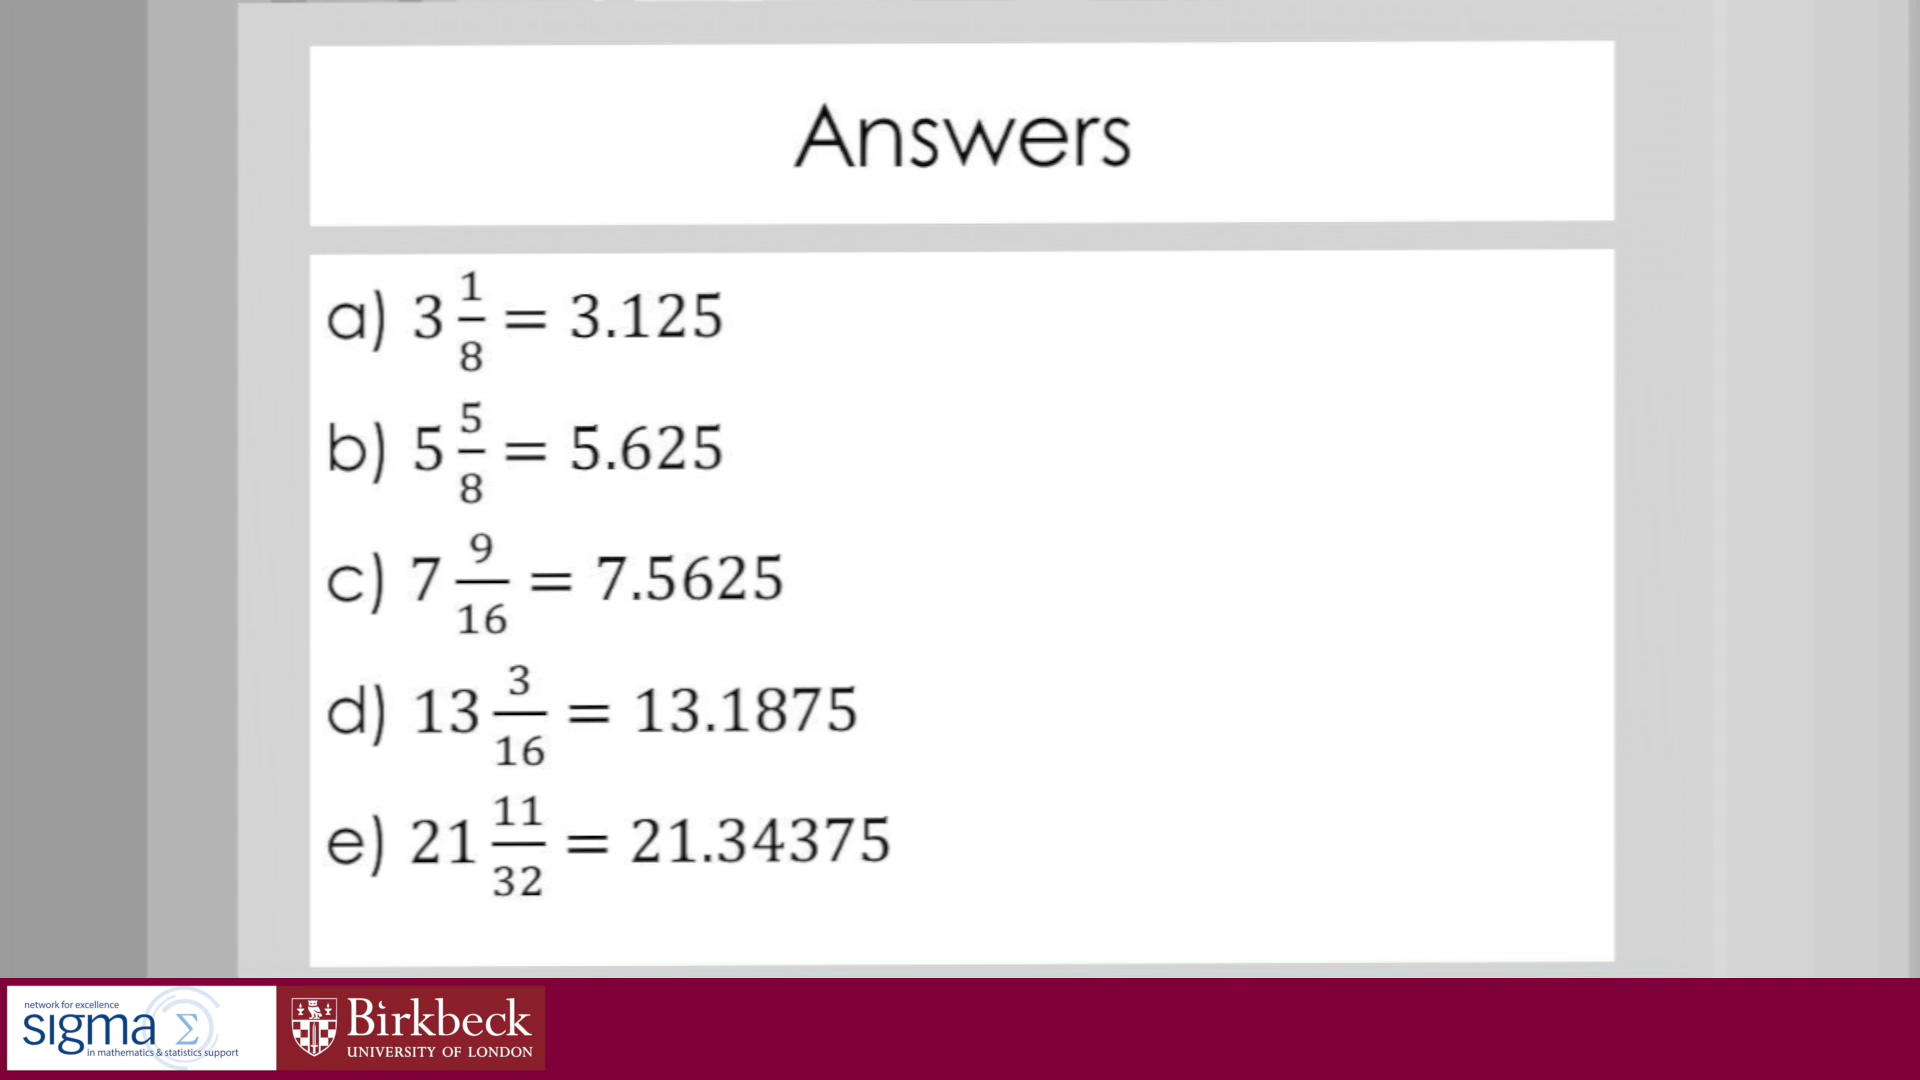 Answers
a) 3 1/8 = 3.125
b) 5 5/8 = 5.625
c) 7 9/16 = 7.5625
d) 13 3/16 = 13.1875
e) 21 11/32 = 21.34375
network for excellence
sigma Σ
in mathematics & statistics support
Birkbeck
UNIVERSITY OF LONDON